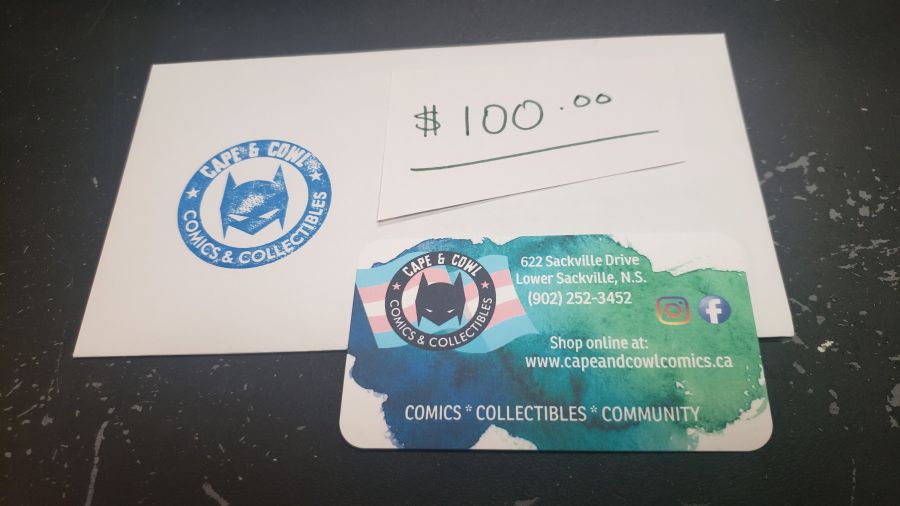 CAPE & COWL
COMICS & COLLECTIBLES
$100.00
CAPE & COWL
COMICS & COLLECTIBLES
622 Sackville Drive
Lower Sackville, N.S.
(902) 252-3452
Shop online at:
www.capeandcowlcomics.ca
COMICS * COLLECTIBLES * COMMUNITY